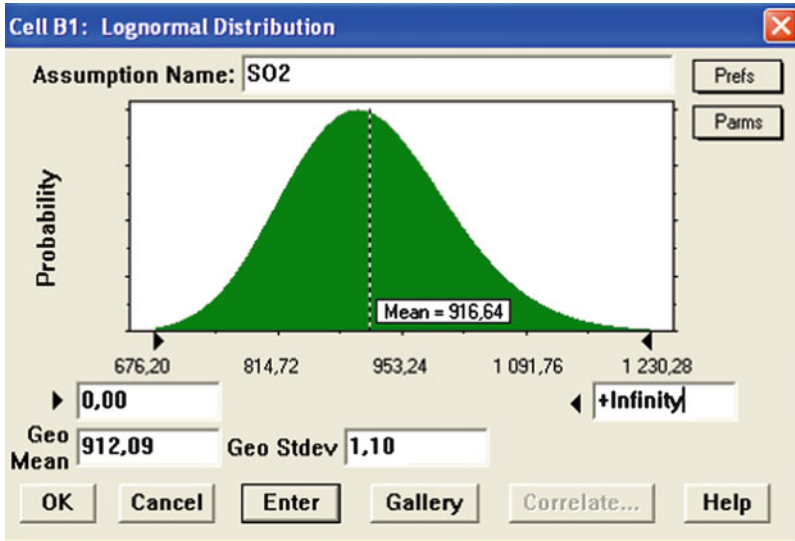 Cell B1: Lognormal Distribution
Assumption Name: SO2
Prefs
Parms
Probability
Mean = 916,64
676,20 814,72 953,24 1 091,76 1 230,28
0,00 +Infinity
Geo Mean 912,09 Geo Stdev 1,10
OK Cancel Enter Gallery Correlate... Help